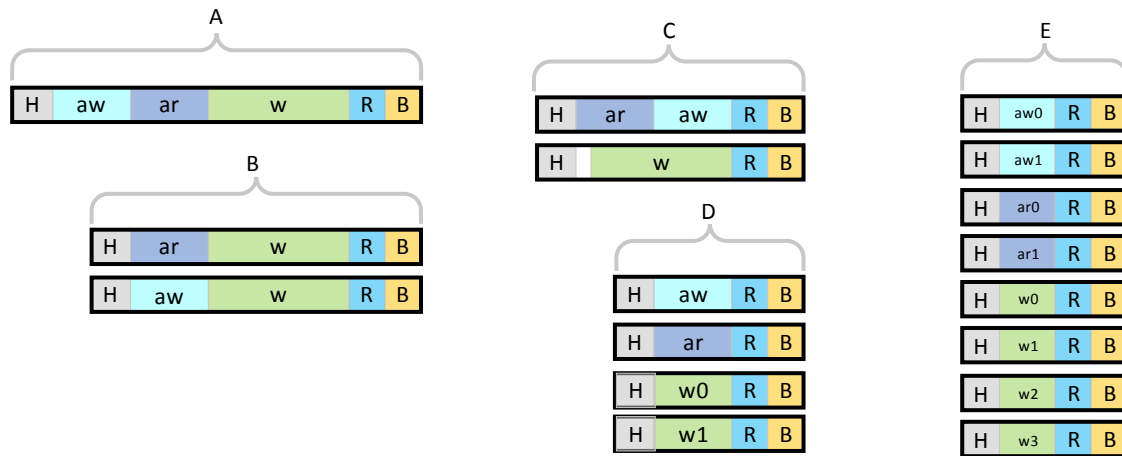 A
H aw ar w R B
B
H ar w R B
H aw w R B
C
H ar aw R B
H w R B
D
H aw R B
H ar R B
H w0 R B
H w1 R B
E
H aw0 R B
H aw1 R B
H ar0 R B
H ar1 R B
H w0 R B
H w1 R B
H w2 R B
H w3 R B